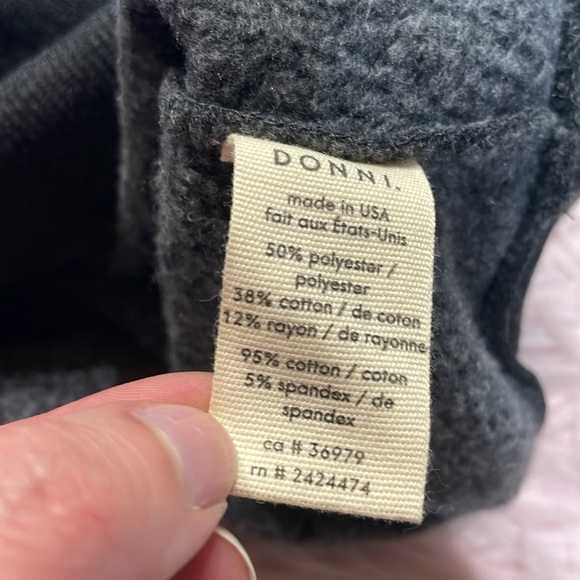 DONNI.
made in USA
fait aux États-Unis
50% polyester /
polyester
38% cotton / de coton
12% rayon / de rayonne
95% cotton / coton
5% spandex / de
spandex
ca # 36979
rn # 2424474